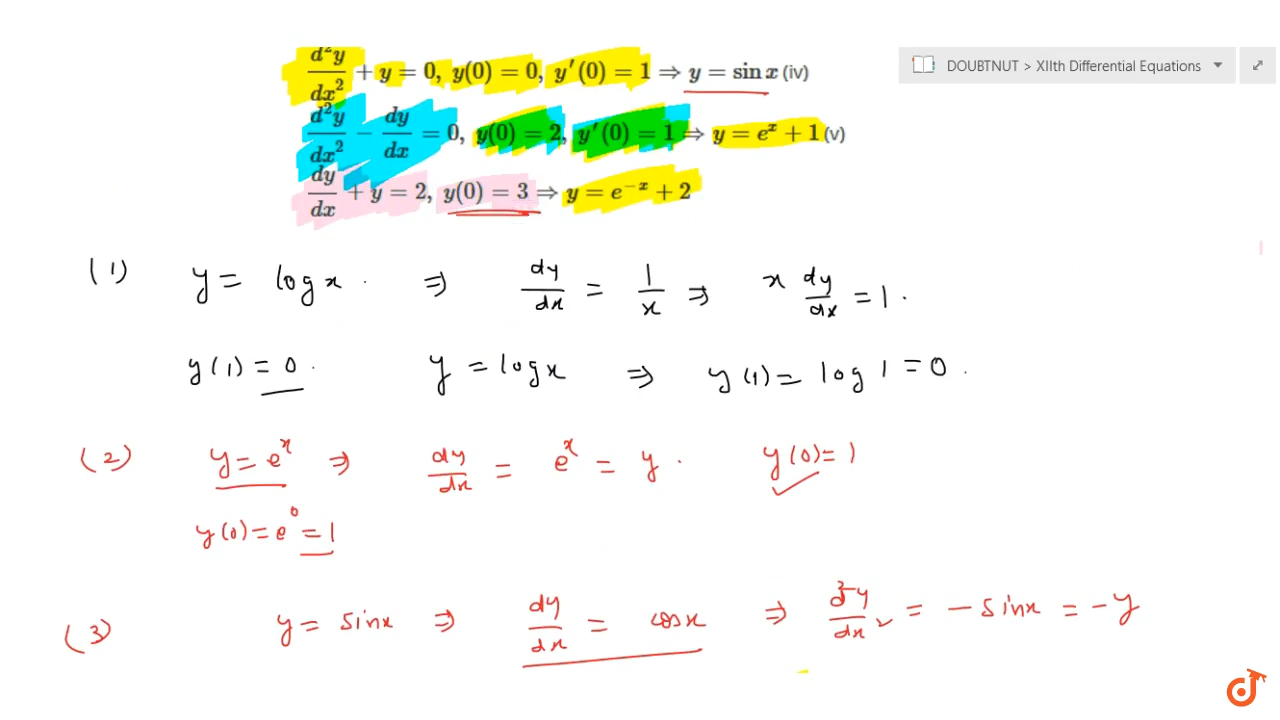 d²y/dx² + y = 0, y(0) = 0, y′(0) = 1 ⇒ y = sin x (iv)
DOUBTNUT > XIIth Differential Equations
d²y/dx² − dy/dx = 0, y(0) = 2, y′(0) = 1 ⇒ y = eˣ + 1 (v)
dy/dx + y = 2, y(0) = 3 ⇒ y = e⁻ˣ + 2
(1) y = log x ⇒ dy/dx = 1/x ⇒ x dy/dx = 1.
y(1) = 0. y = log x ⇒ y(1) = log 1 = 0.
(2) y = eˣ ⇒ dy/dx = eˣ = y. y(0) = 1
y(0) = e⁰ = 1
(3) y = sin x ⇒ dy/dx = cos x ⇒ d²y/dx² = − sin x = − y